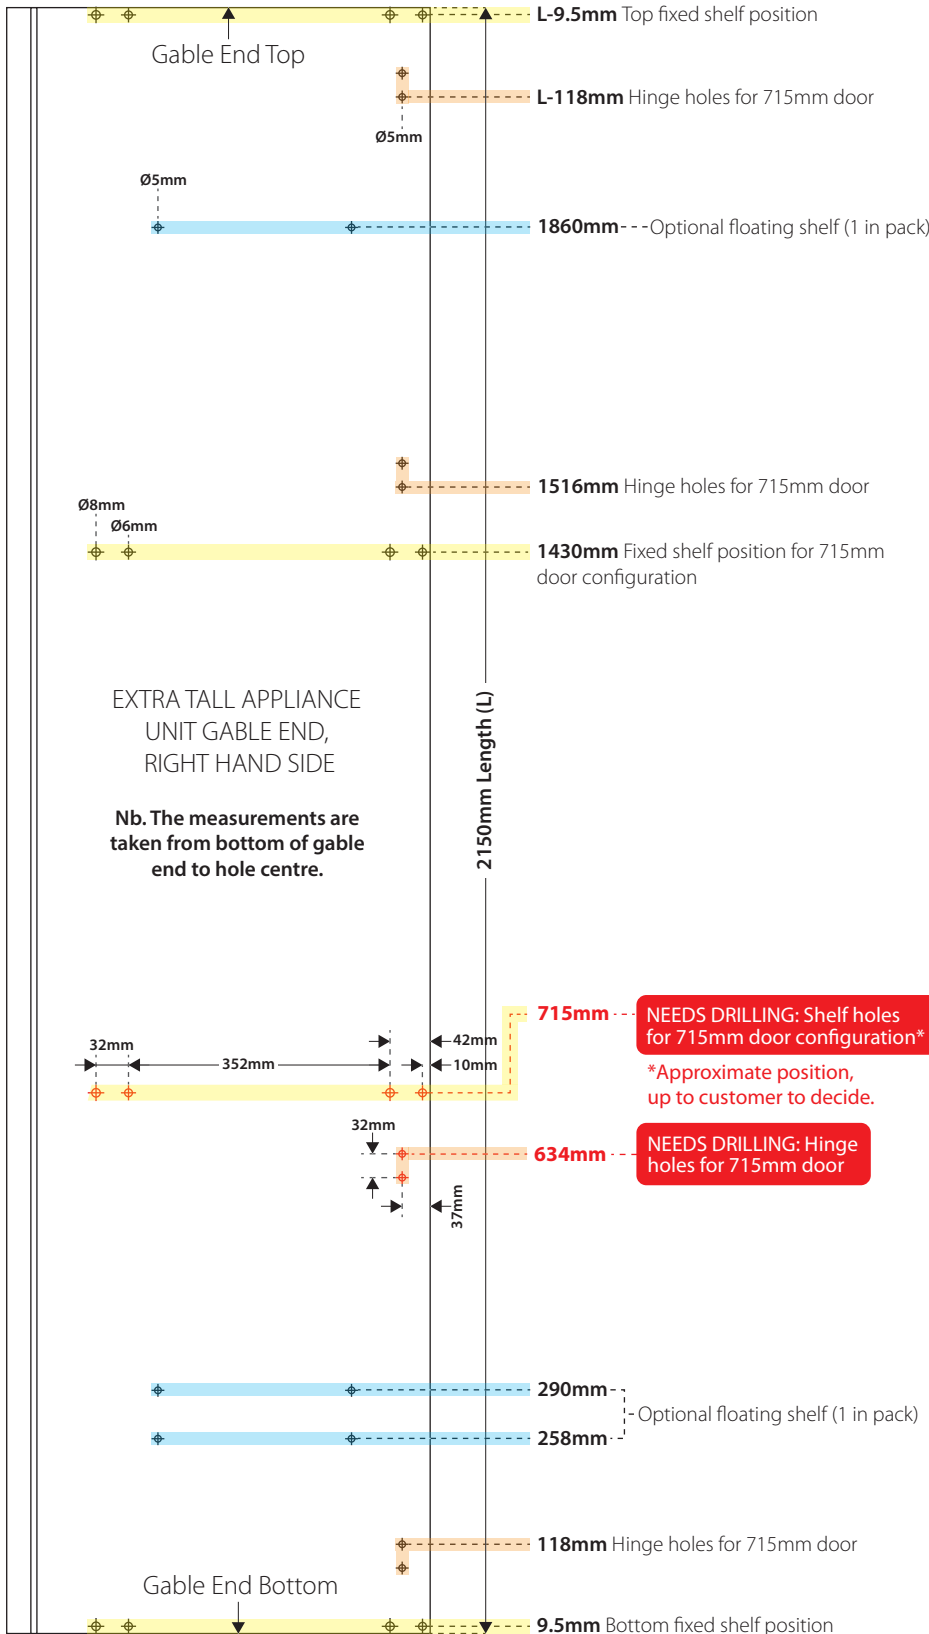 L-9.5mm Top fixed shelf position
Gable End Top
L-118mm Hinge holes for 715mm door
Ø5mm
Ø5mm
1860mm Optional floating shelf (1 in pack)
1516mm Hinge holes for 715mm door
Ø8mm
Ø6mm
1430mm Fixed shelf position for 715mm
door configuration
EXTRA TALL APPLIANCE
UNIT GABLE END,
RIGHT HAND SIDE
Nb. The measurements are
taken from bottom of gable
end to hole centre.
2150mm Length (L)
715mm
NEEDS DRILLING: Shelf holes
for 715mm door configuration*
*Approximate position,
up to customer to decide.
32mm
352mm
42mm
10mm
32mm
634mm
NEEDS DRILLING: Hinge
holes for 715mm door
37mm
290mm
Optional floating shelf (1 in pack)
258mm
118mm Hinge holes for 715mm door
Gable End Bottom
9.5mm Bottom fixed shelf position